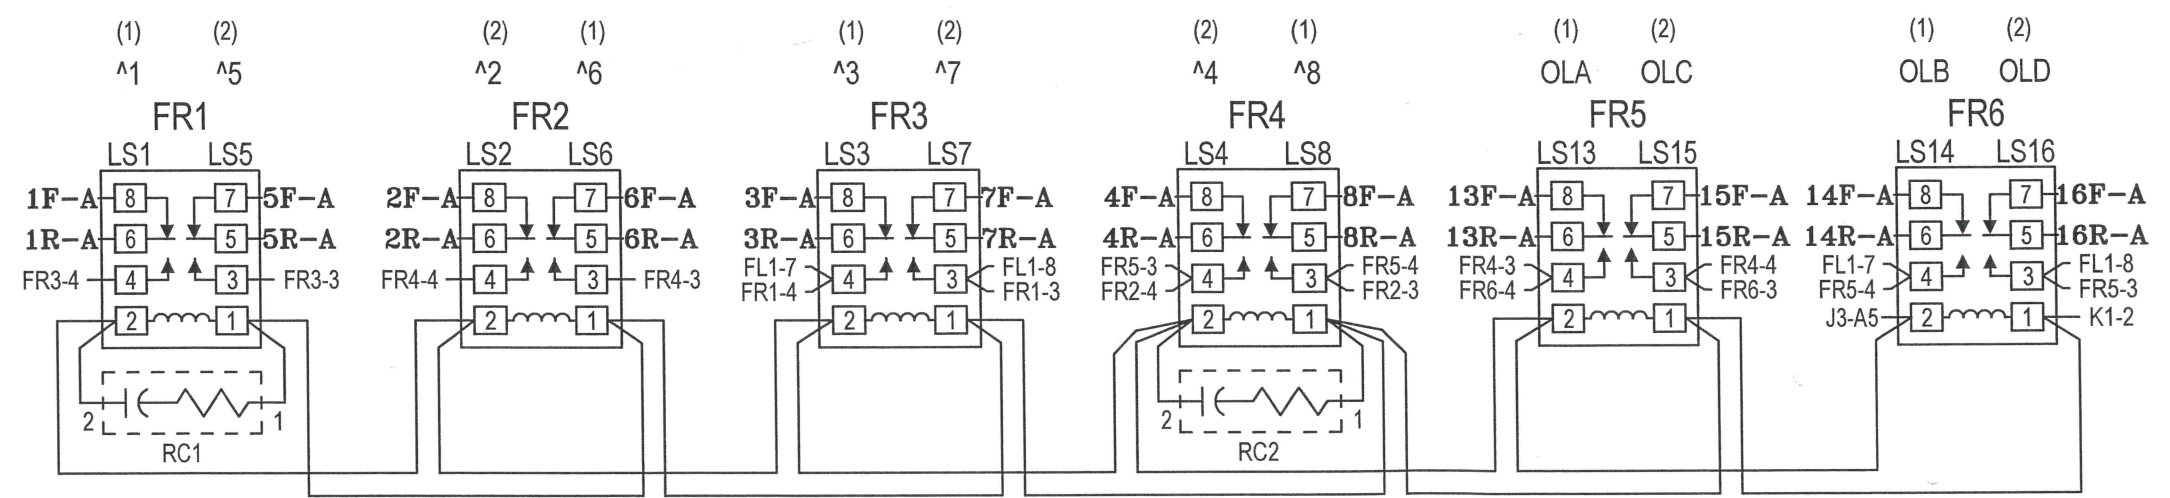 (1) (2) (2) (1) (1) (2) (2) (1) (1) (2) (1) (2)
^1 ^5 ^2 ^6 ^3 ^7 ^4 ^8 OLA OLC OLB OLD
FR1 FR2 FR3 FR4 FR5 FR6
LS1 LS5 LS2 LS6 LS3 LS7 LS4 LS8 LS13 LS15 LS14 LS16
1F-A 8 7 5F-A 2F-A 8 7 6F-A 3F-A 8 7 7F-A 4F-A 8 7 8F-A 13F-A 8 7 15F-A 14F-A 8 7 16F-A
1R-A 6 5 5R-A 2R-A 6 5 6R-A 3R-A 6 5 7R-A 4R-A 6 5 8R-A 13R-A 6 5 15R-A 14R-A 6 5 16R-A
FL1-7 FL1-8 FR5-3 FR5-4 FR4-3 FR4-4 FL1-7 FL1-8
FR3-4 4 3 FR3-3 FR4-4 4 3 FR4-3 4 3 4 3 4 3 4 3
FR1-4 FR1-3 FR2-4 FR2-3 FR6-4 FR6-3 FR5-4 FR5-3
2 1 2 1 2 1 2 1 2 1 J3-A5 2 1 K1-2
2 1 2 1
RC1 RC2